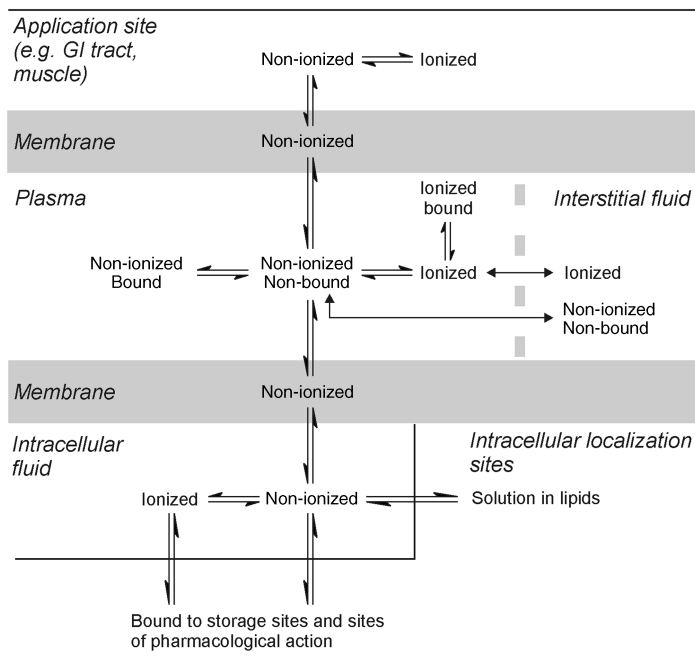 Application site
(e.g. GI tract,
muscle)
Non-ionized
Ionized
Membrane
Non-ionized
Plasma
Ionized
bound
Interstitial fluid
Non-ionized
Bound
Non-ionized
Non-bound
Ionized
Ionized
Non-ionized
Non-bound
Membrane
Non-ionized
Intracellular
fluid
Intracellular localization
sites
Ionized
Non-ionized
Solution in lipids
Bound to storage sites and sites
of pharmacological action